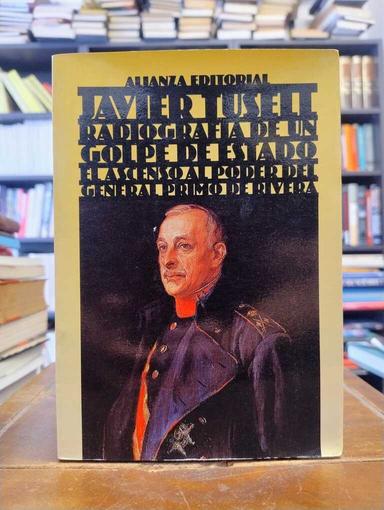 ALIANZA EDITORIAL
JAVIER TUSELL
RADIOGRAFIA DE UN
GOLPE DE ESTADO
EL ASCENSO AL PODER DEL
GENERAL PRIMO DE RIVERA